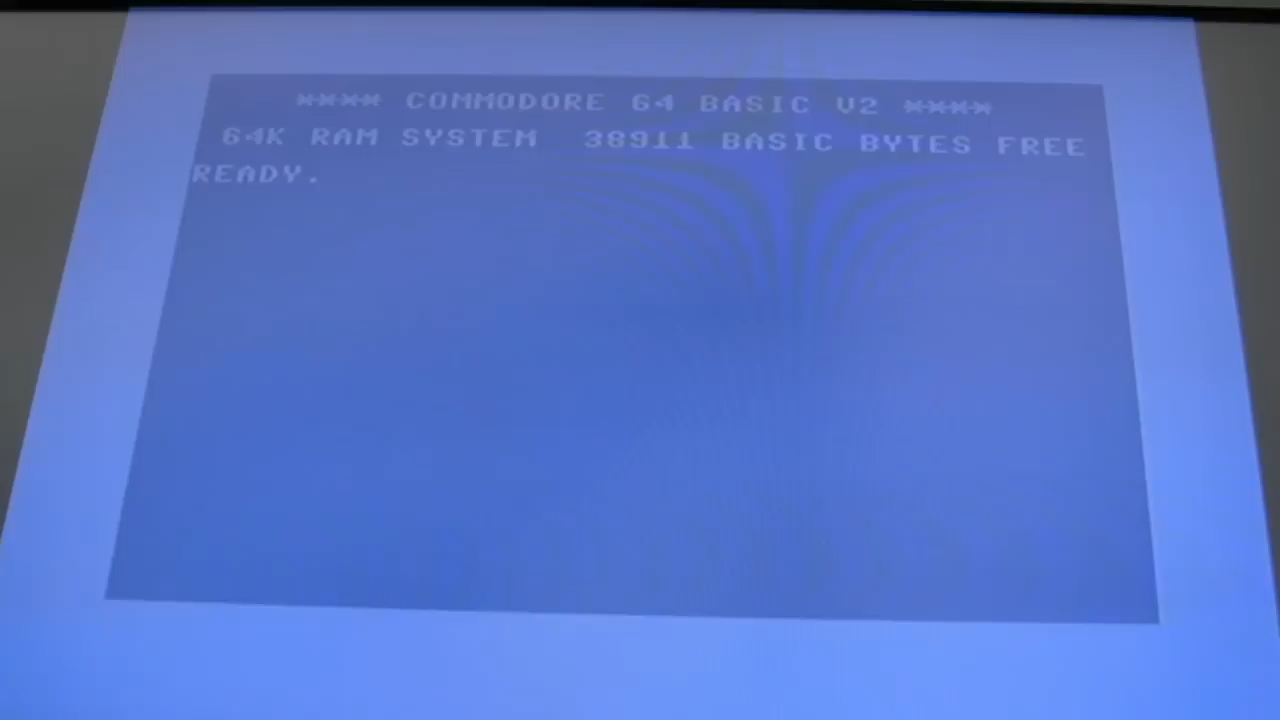 **** COMMODORE 64 BASIC V2 ****
64K RAM SYSTEM  38911 BASIC BYTES FREE
READY.